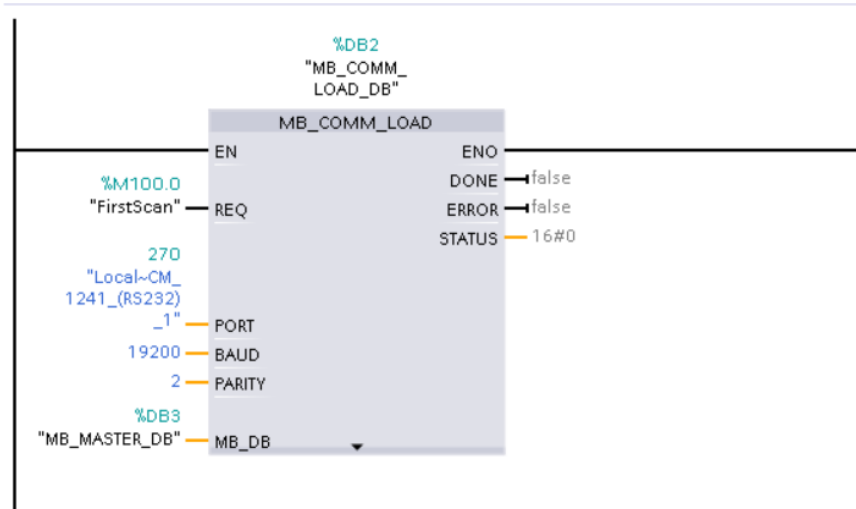 %DB2
"MB_COMM_
LOAD_DB"
MB_COMM_LOAD
EN
ENO
DONE
false
%M100.0
"FirstScan"
REQ
ERROR
false
STATUS
16#0
270
"Local~CM_
1241_(RS232)
_1"
PORT
19200
BAUD
2
PARITY
%DB3
"MB_MASTER_DB"
MB_DB